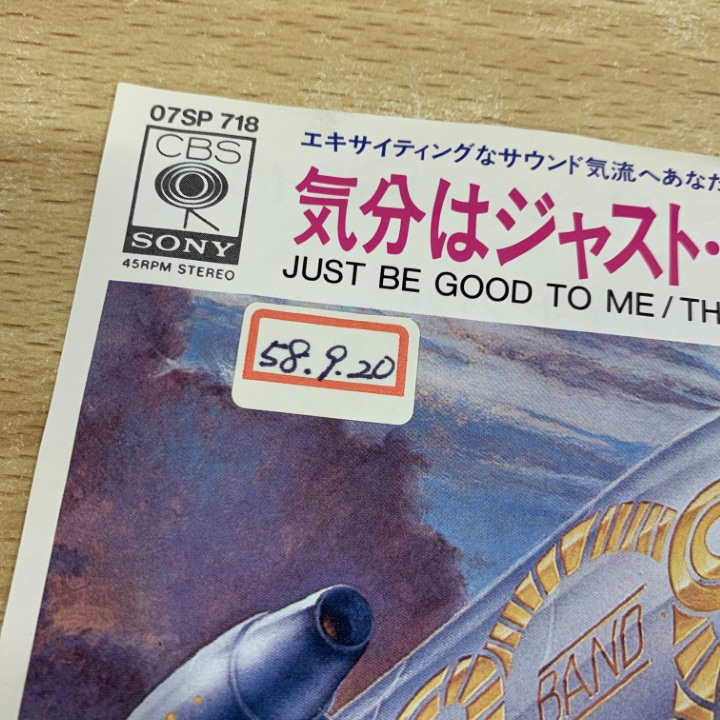 07SP 718
CBS
SONY
45RPM STEREO
エキサイティングなサウンド気流へあなた
気分はジャスト・
JUST BE GOOD TO ME / TH
58.9.20
BAND